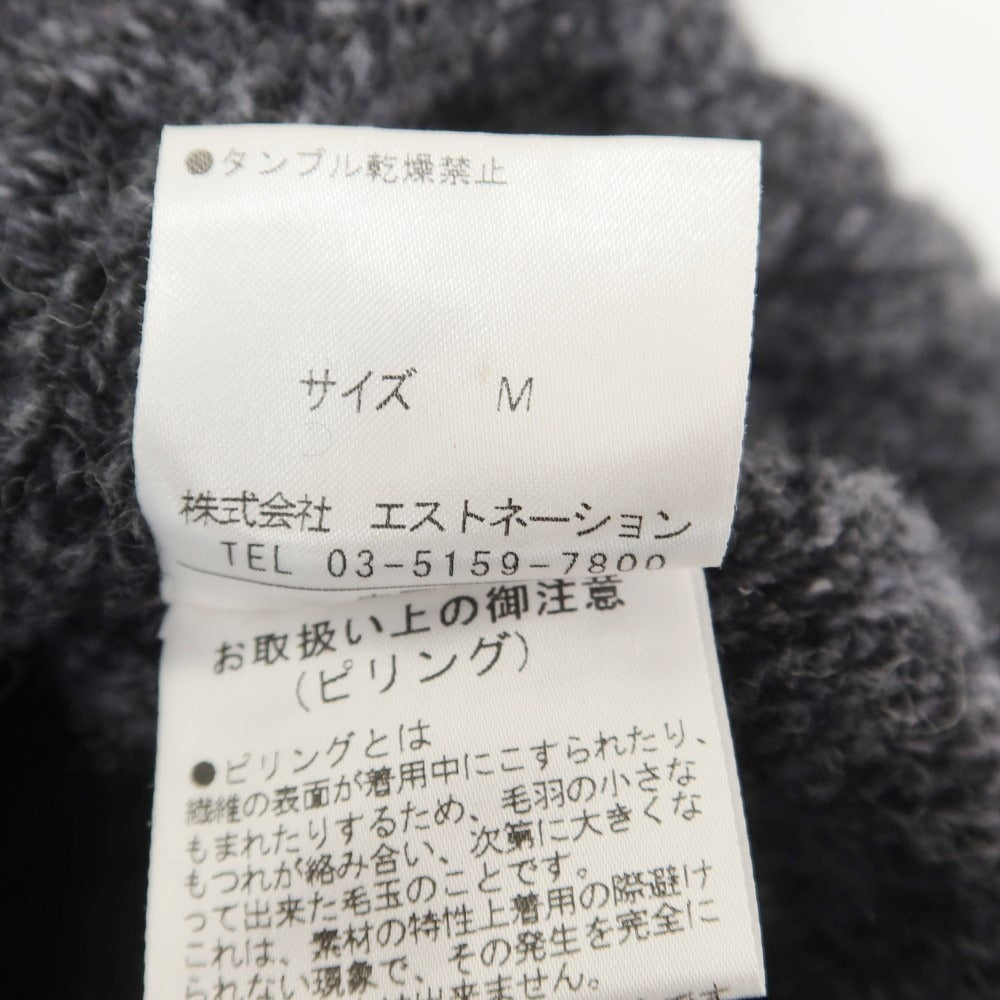 ●タンブル乾燥禁止
サイズ M
株式会社 エストネーション
TEL 03-5159-7800
お取扱い上の御注意
(ピリング)
●ピリングとは
繊維の表面が着用中にこすられたり、
もまれたりするため、毛羽の小さな
もつれが絡み合い、次第に大きくな
って出来た毛玉のことです。
これは、素材の特性上着用の際避け
られない現象で、その発生を完全に
は出来ません。